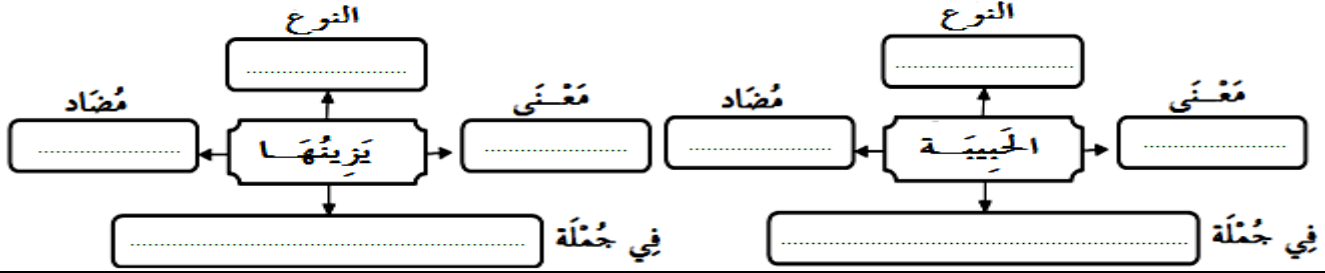 النوع
مَعْنَى
مُضَاد
الحَبِيبَة
فِي جُمْلَة
النوع
مَعْنَى
مُضَاد
يَزِينُهَا
فِي جُمْلَة